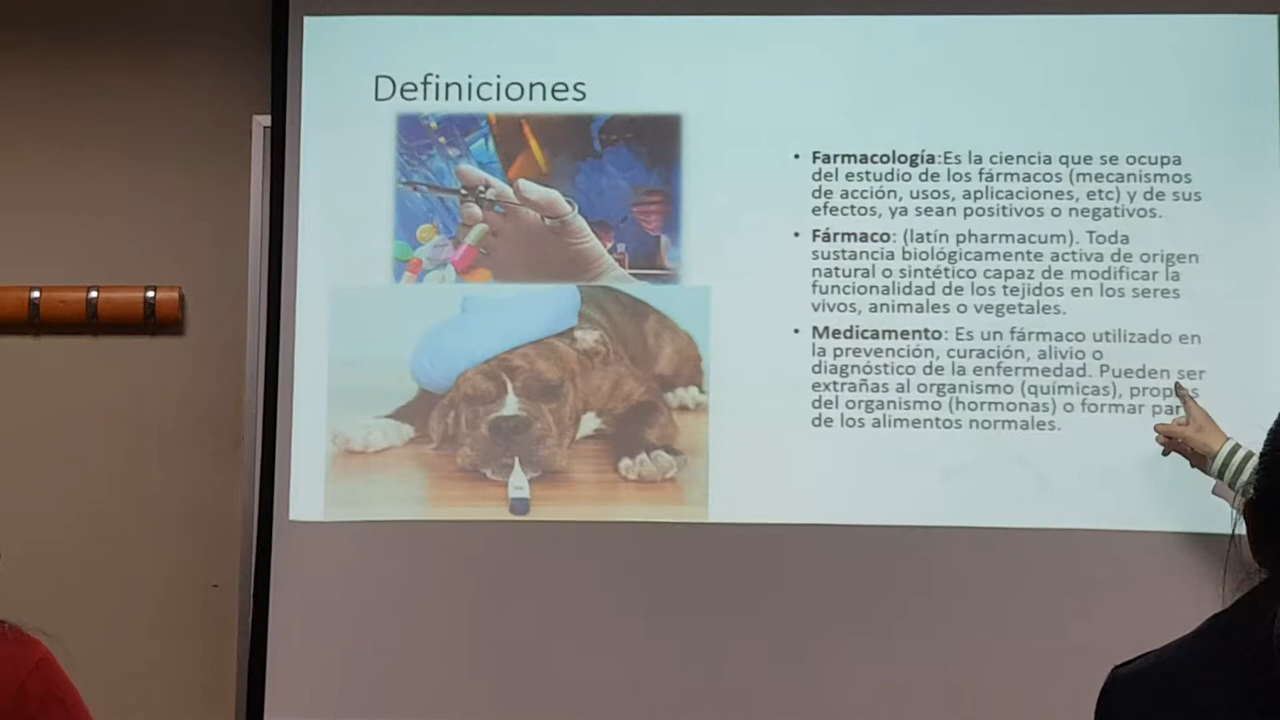 Definiciones
• Farmacología:Es la ciencia que se ocupa
del estudio de los fármacos (mecanismos
de acción, usos, aplicaciones, etc) y de sus
efectos, ya sean positivos o negativos.
• Fármaco: (latín pharmacum). Toda
sustancia biológicamente activa de origen
natural o sintético capaz de modificar la
funcionalidad de los tejidos en los seres
vivos, animales o vegetales.
• Medicamento: Es un fármaco utilizado en
la prevención, curación, alivio o
diagnóstico de la enfermedad. Pueden ser
extrañas al organismo (químicas),
del organismo (hormonas) o formar
de los alimentos normales.